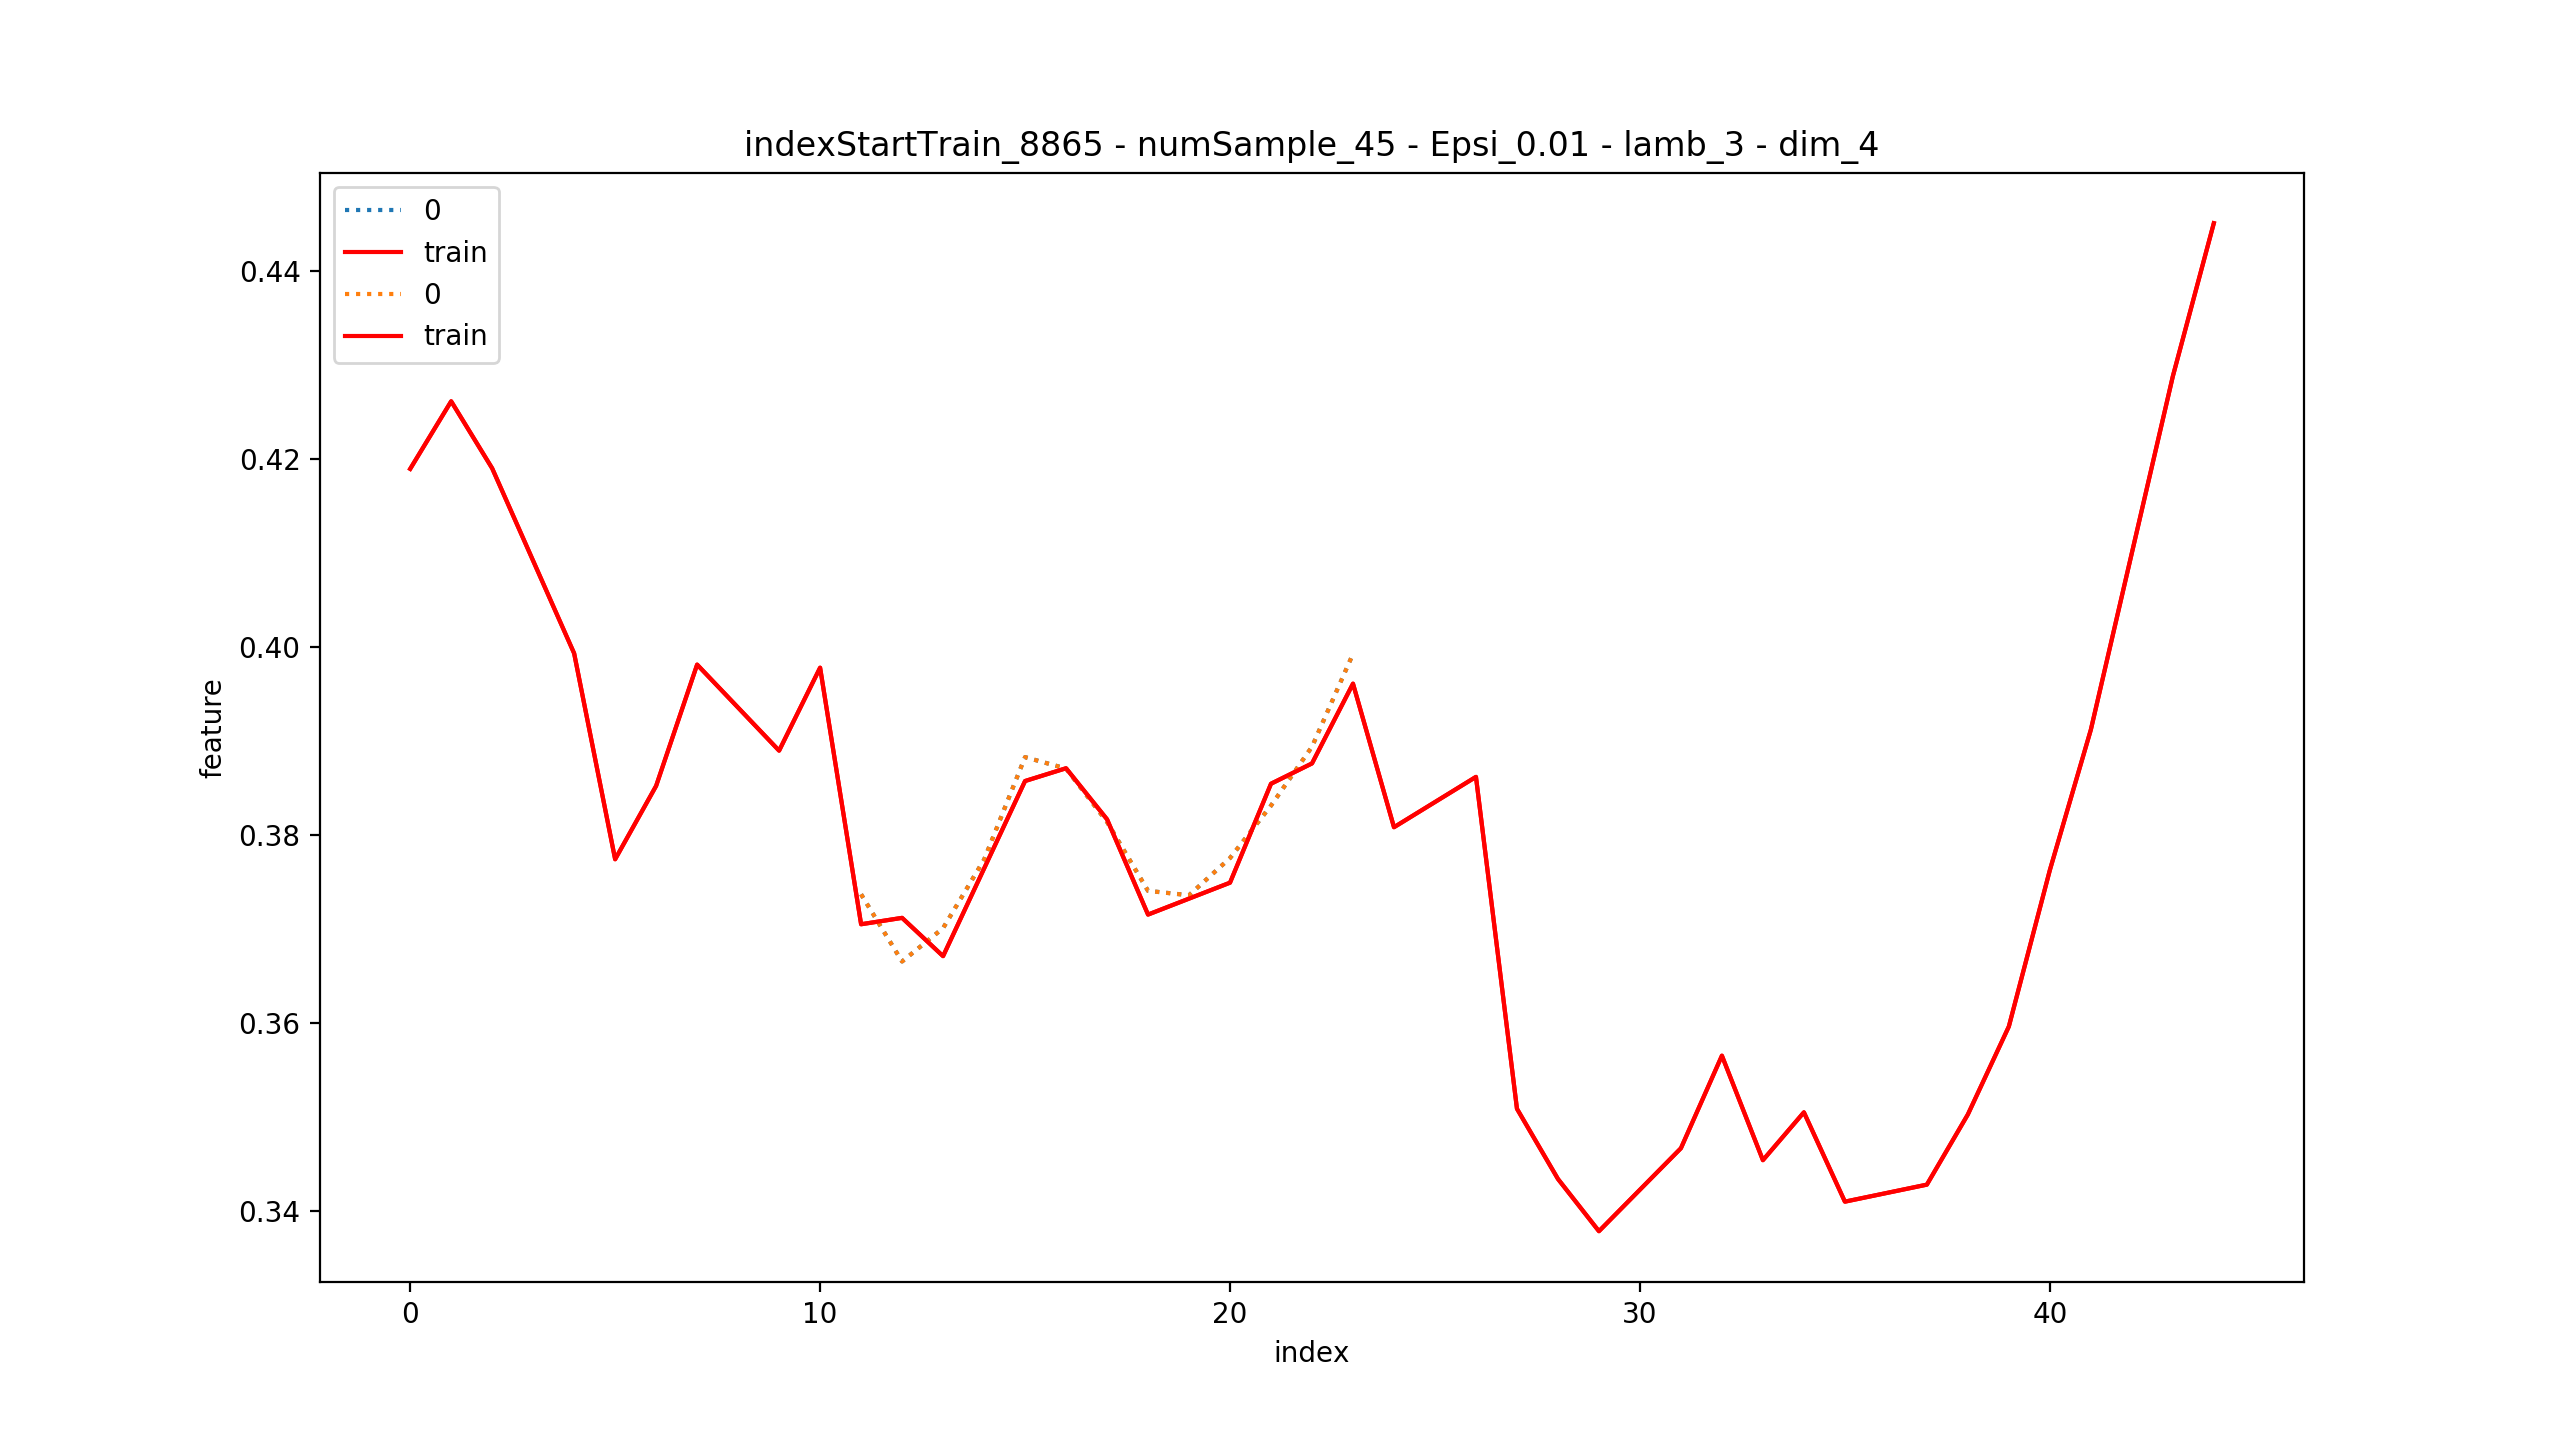 indexStartTrain_8865 - numSample_45 - Epsi_0.01 - lamb_3 - dim_4
0
train
0
train
0.44
0.42
0.40
0.38
0.36
0.34
feature
0 10 20 30 40
index